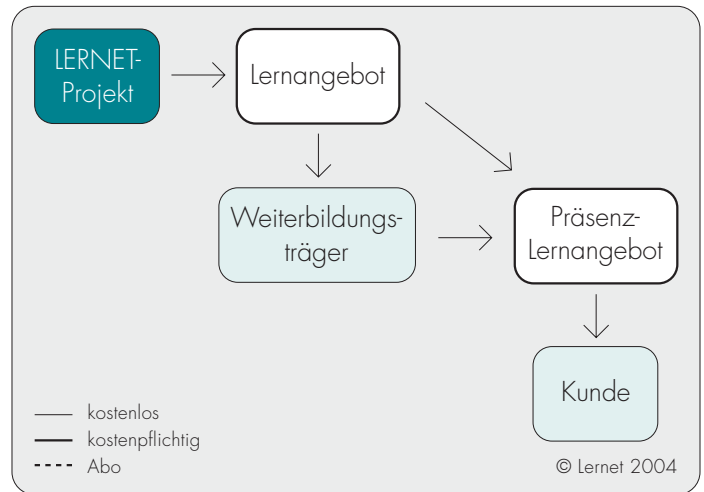 LERNET-
Projekt
Lernangebot
Weiterbildungs-
träger
Präsenz-
Lernangebot
Kunde
kostenlos
kostenpflichtig
Abo
© Lernet 2004